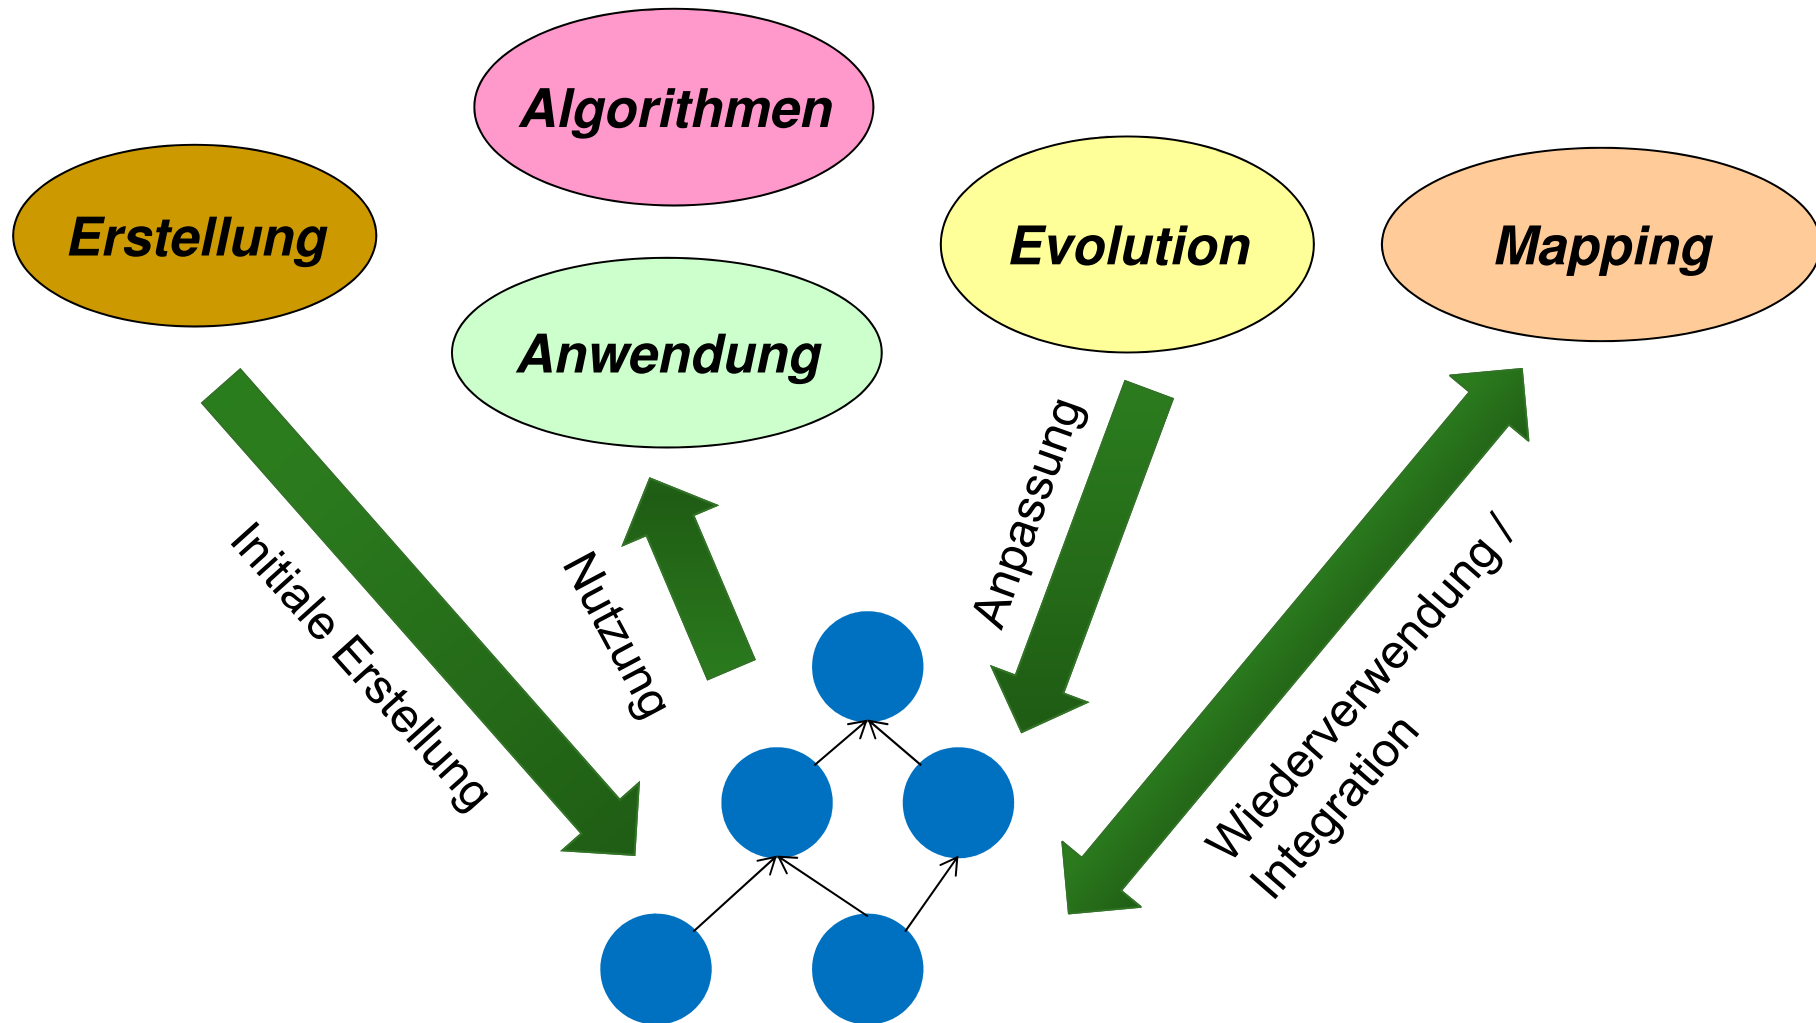 Algorithmen
Erstellung
Evolution
Mapping
Anwendung
Initiale Erstellung
Nutzung
Anpassung
Wiederverwendung /
Integration